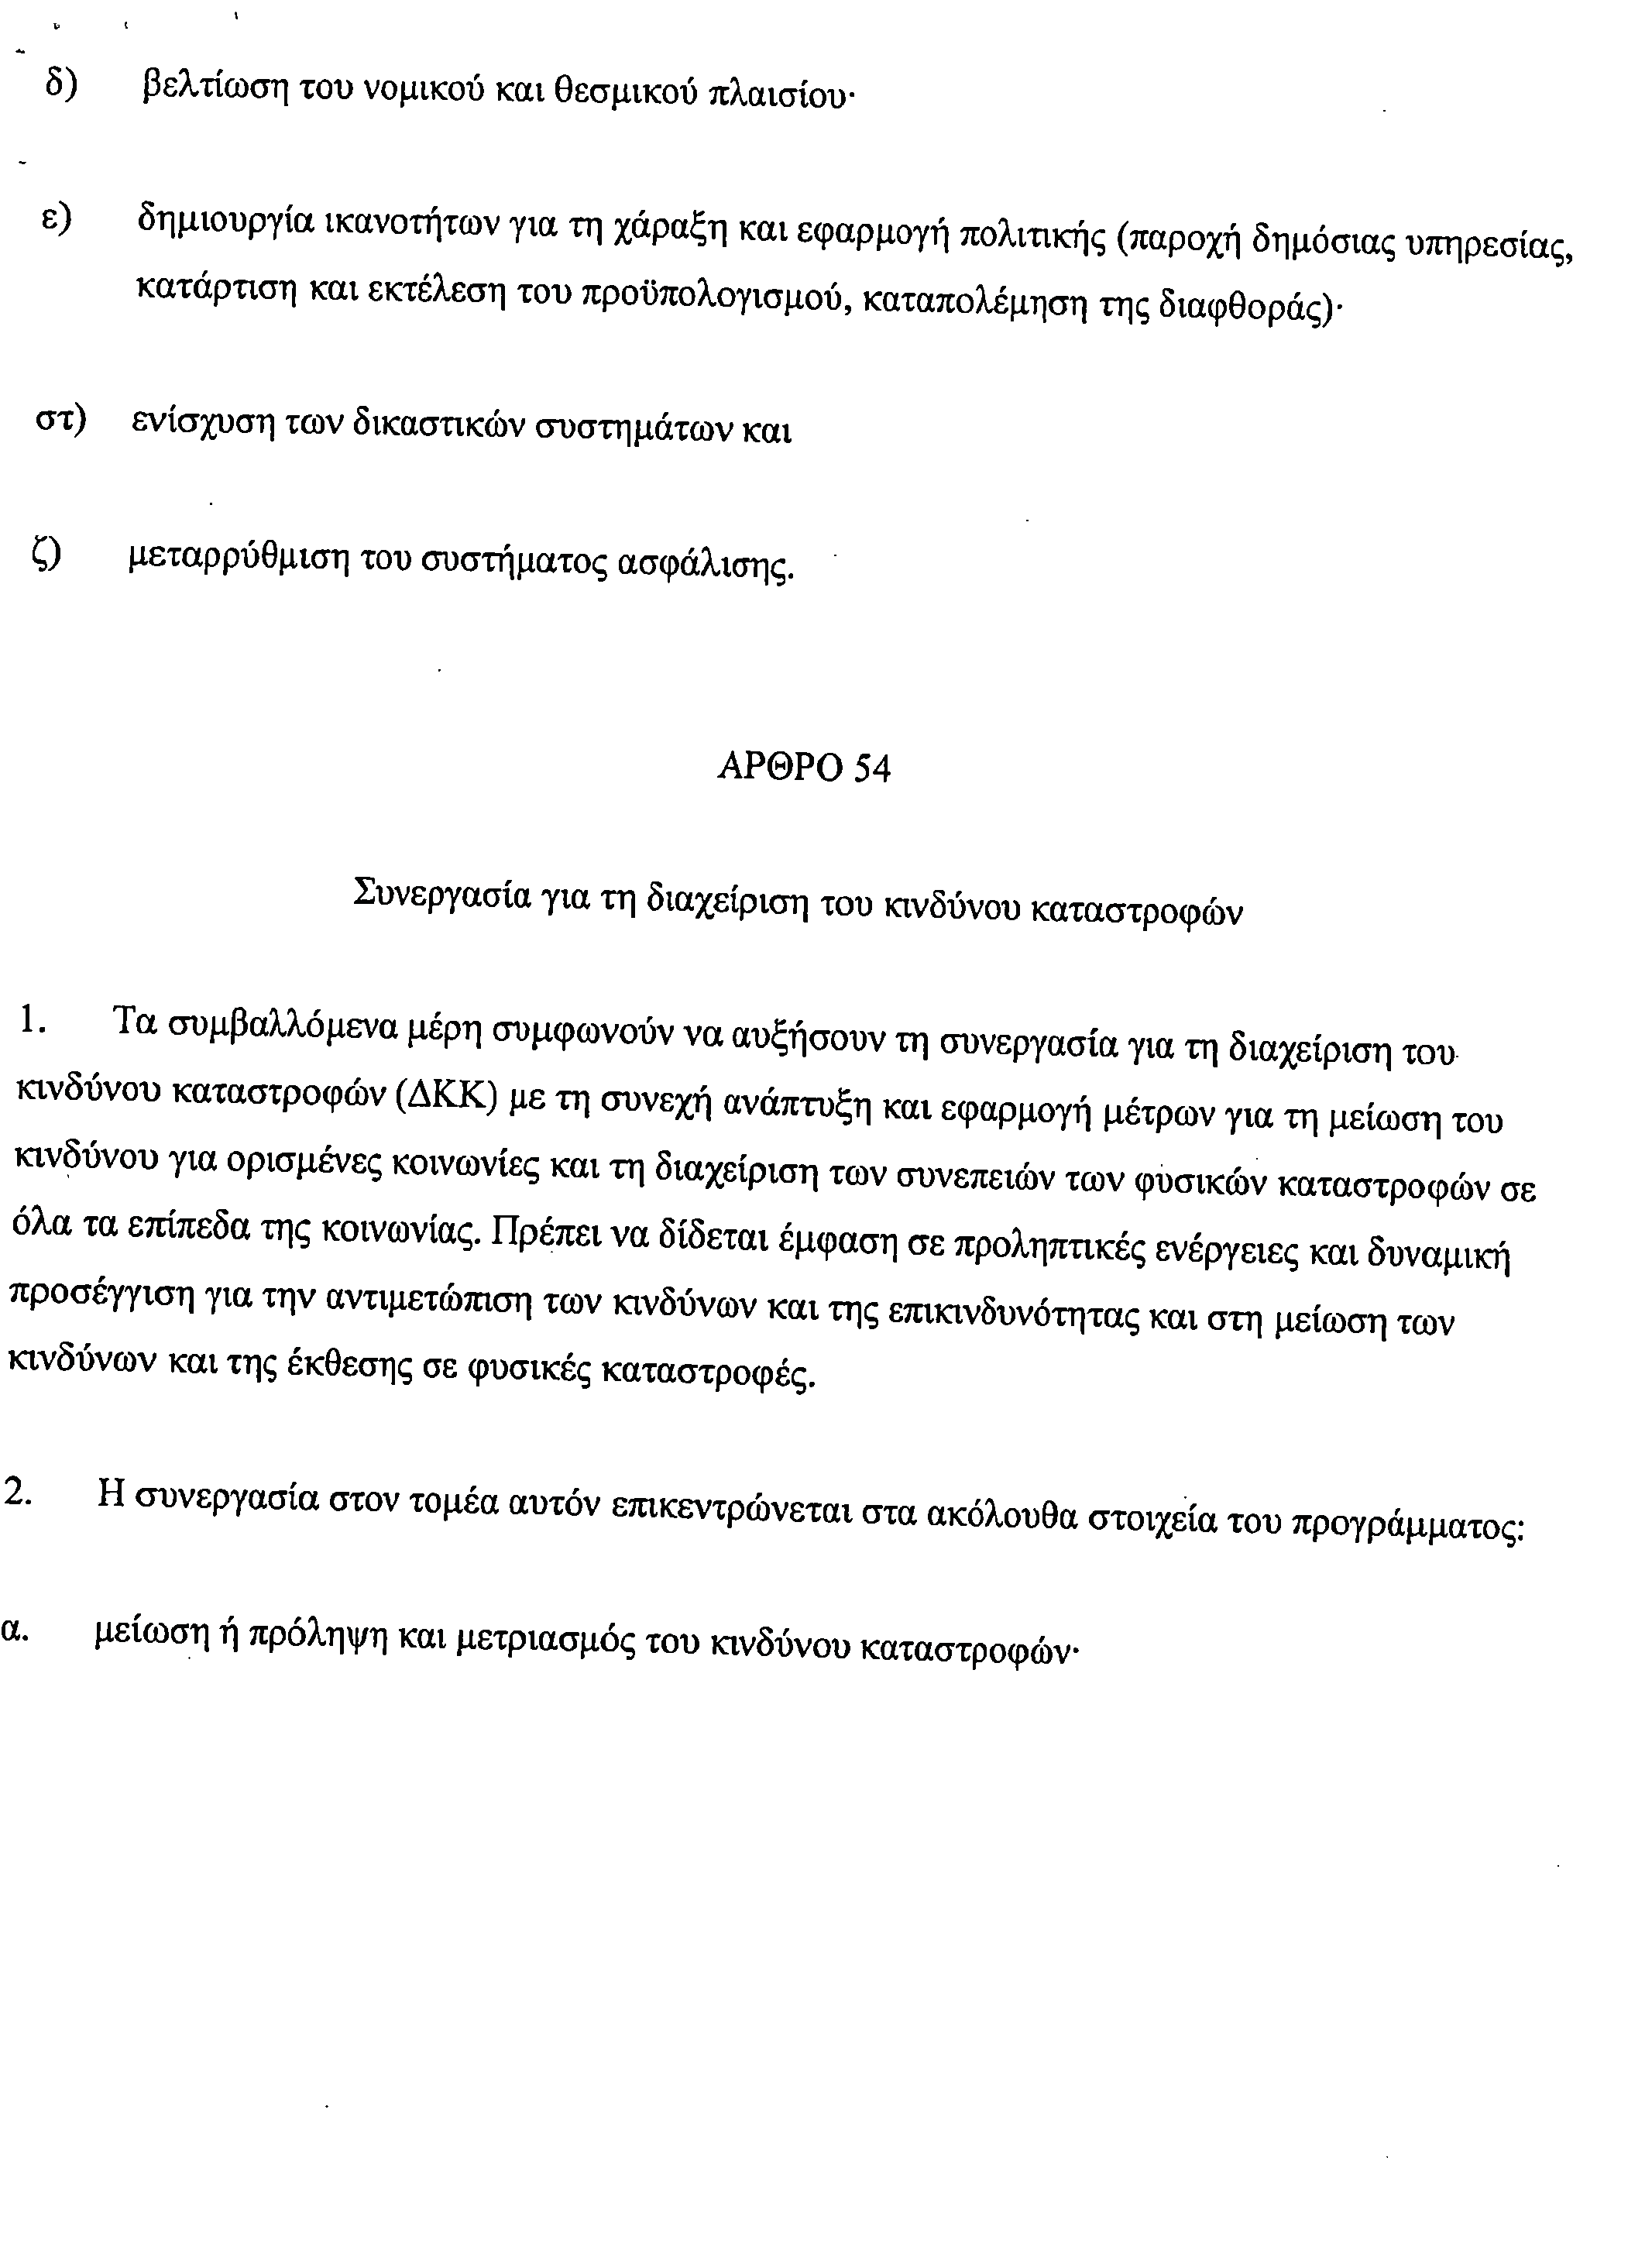 δ) βελτίωση του νομικού και θεσμικού πλαισίου·
ε) δημιουργία ικανοτήτων για τη χάραξη και εφαρμογή πολιτικής (παροχή δημόσιας υπηρεσίας,
κατάρτιση και εκτέλεση του προϋπολογισμού, καταπολέμηση της διαφθοράς)·
στ) ενίσχυση των δικαστικών συστημάτων και
ζ) μεταρρύθμιση του συστήματος ασφάλισης.
ΑΡΘΡΟ 54
Συνεργασία για τη διαχείριση του κινδύνου καταστροφών
1. Τα συμβαλλόμενα μέρη συμφωνούν να αυξήσουν τη συνεργασία για τη διαχείριση του
κινδύνου καταστροφών (ΔΚΚ) με τη συνεχή ανάπτυξη και εφαρμογή μέτρων για τη μείωση του
κινδύνου για ορισμένες κοινωνίες και τη διαχείριση των συνεπειών των φυσικών καταστροφών σε
όλα τα επίπεδα της κοινωνίας. Πρέπει να δίδεται έμφαση σε προληπτικές ενέργειες και δυναμική
προσέγγιση για την αντιμετώπιση των κινδύνων και της επικινδυνότητας και στη μείωση των
κινδύνων και της έκθεσης σε φυσικές καταστροφές.
2. Η συνεργασία στον τομέα αυτόν επικεντρώνεται στα ακόλουθα στοιχεία του προγράμματος:
α. μείωση ή πρόληψη και μετριασμός του κινδύνου καταστροφών·